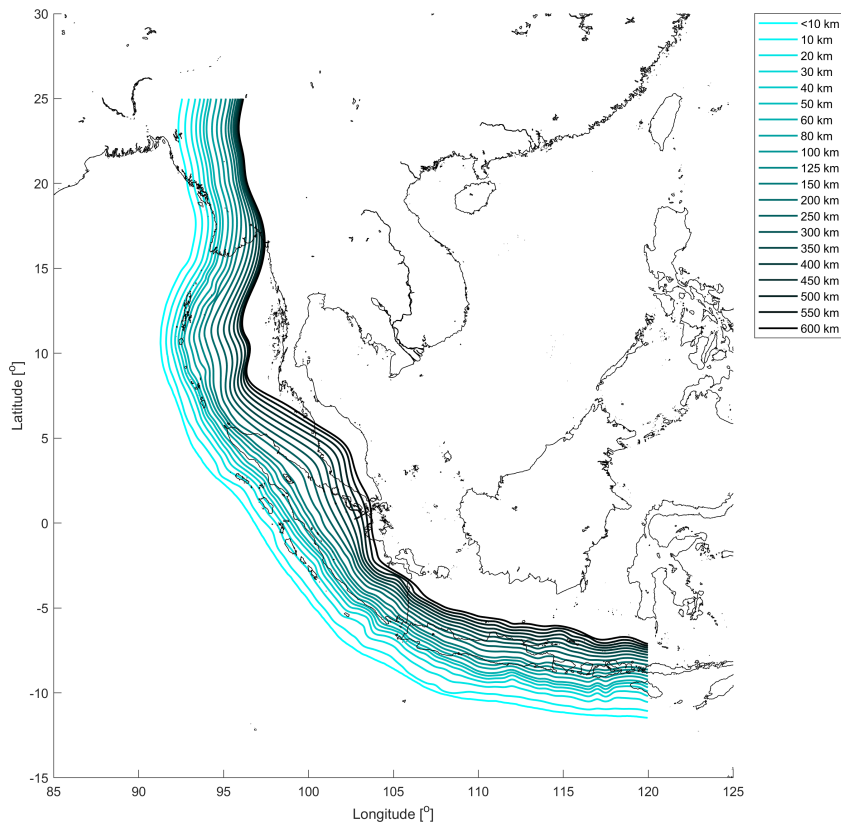 30
25
20
15
10
5
0
-5
-10
-15
Latitude [°]
85 90 95 100 105 110 115 120 125
Longitude [°]
<10 km
10 km
20 km
30 km
40 km
50 km
60 km
80 km
100 km
125 km
150 km
200 km
250 km
300 km
350 km
400 km
450 km
500 km
550 km
600 km